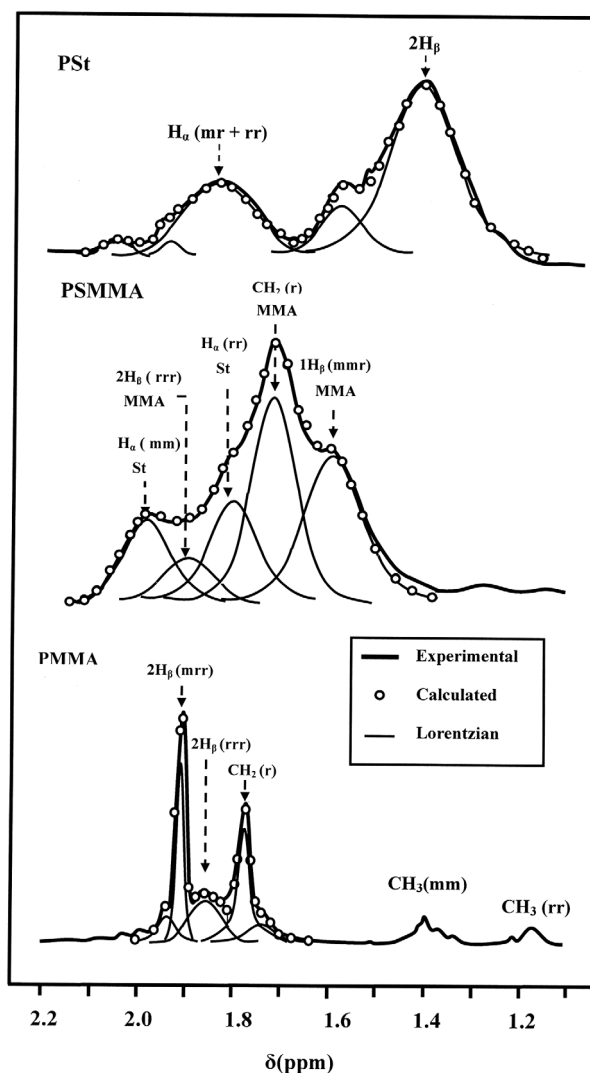 PSt
2Hβ
Hα (mr + rr)
PSMMA
CH₂ (r)
MMA
Hα (rr)
St
1Hβ (mmr)
MMA
2Hβ ( rrr)
MMA
Hα ( mm)
St
PMMA
2Hβ (mrr)
2Hβ (rrr)
CH₂ (r)
Experimental
Calculated
Lorentzian
CH₃(mm)
CH₃ (rr)
2.2 2.0 1.8 1.6 1.4 1.2
δ(ppm)